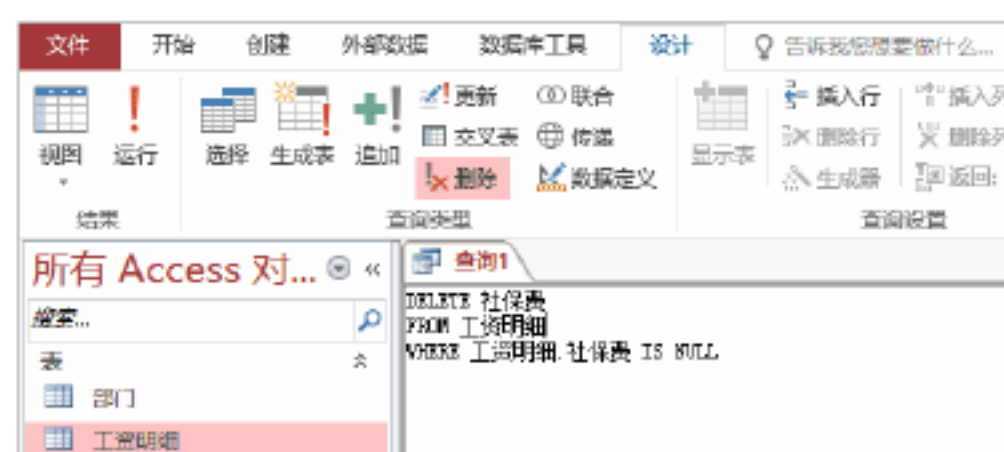 文件 开始 创建 外部数据 数据库工具 设计 告诉我您想要做什么...
更新 联合 插入行 插入列
交叉表 传递 删除行 删除列
视图 运行 选择 生成表 追加 显示表
删除 数据定义 生成器 返回:
结果 查询类型 查询设置
所有 Access 对... « 查询1
DELETE 社保费
搜索... FROM 工资明细
WHERE 工资明细.社保费 IS NULL
表
部门
工资明细